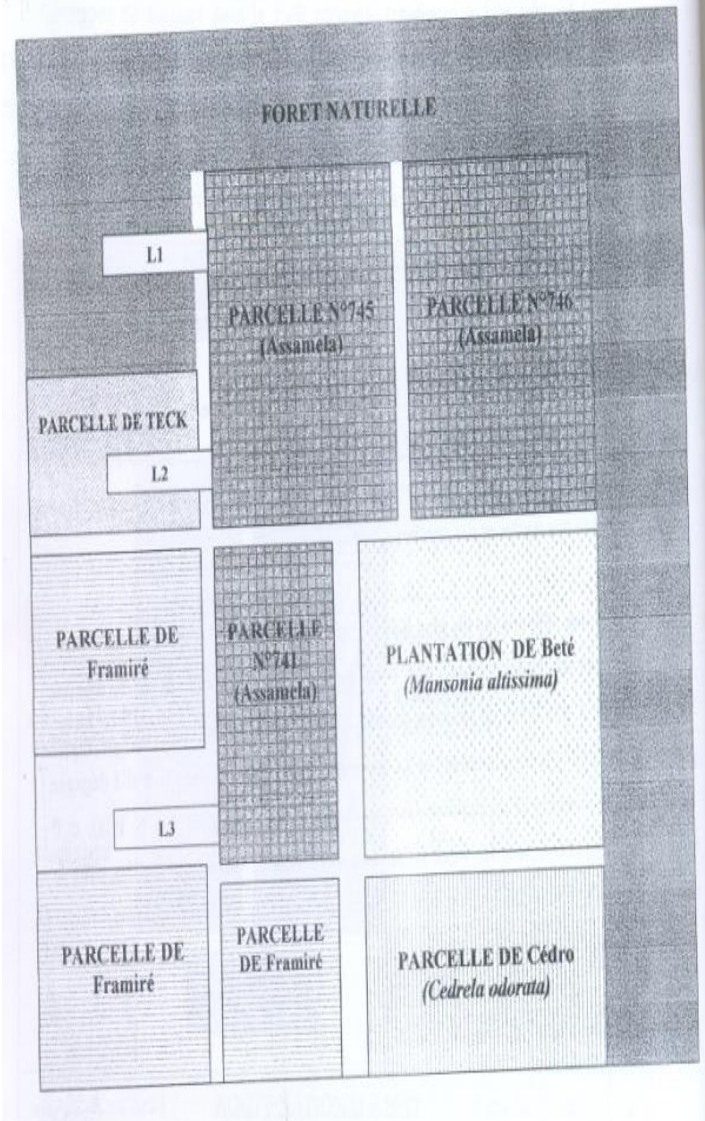 FORET NATURELLE
L1
PARCELLE N°745
(Assamela)
PARCELLE N°746
(Assamela)
PARCELLE DE TECK
L2
PARCELLE DE
Framiré
PARCELLE
N°741
(Assamela)
PLANTATION DE Beté
(Mansonia altissima)
L3
PARCELLE DE
Framiré
PARCELLE
DE Framiré
PARCELLE DE Cédro
(Cedrela odorata)